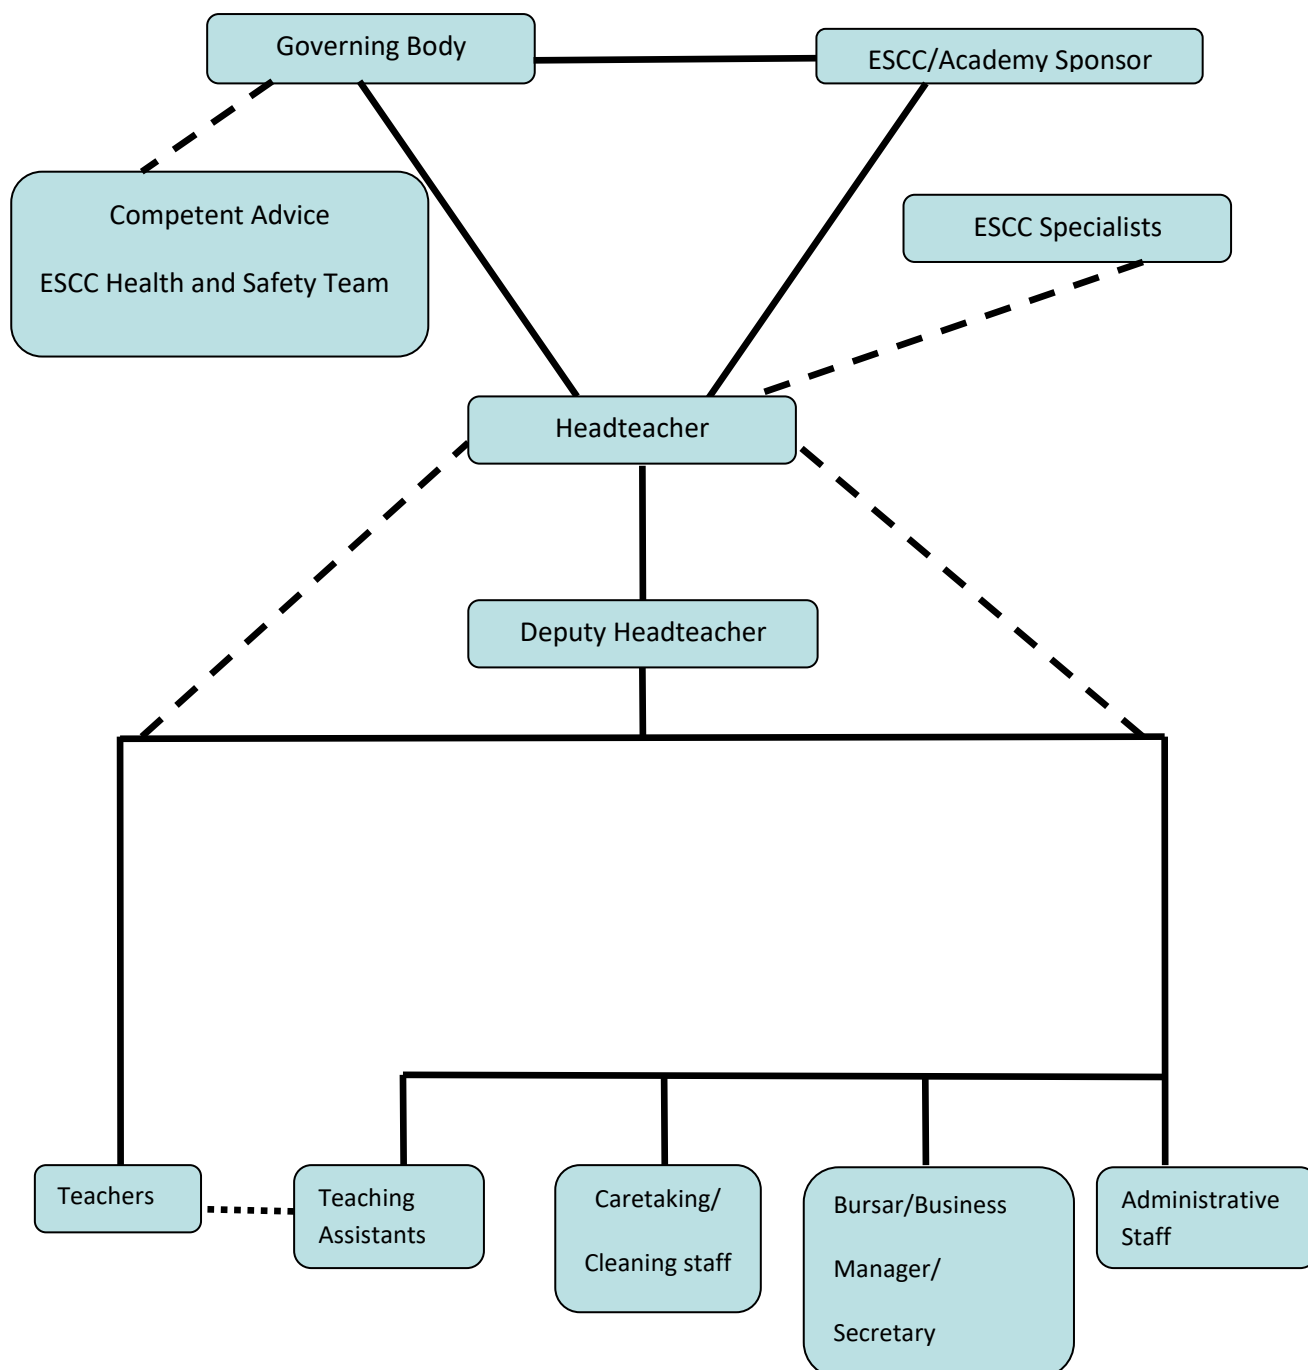 Governing Body
ESCC/Academy Sponsor
Competent Advice
ESCC Health and Safety Team
ESCC Specialists
Headteacher
Deputy Headteacher
Teachers
Teaching
Assistants
Caretaking/
Cleaning staff
Bursar/Business
Manager/
Secretary
Administrative
Staff